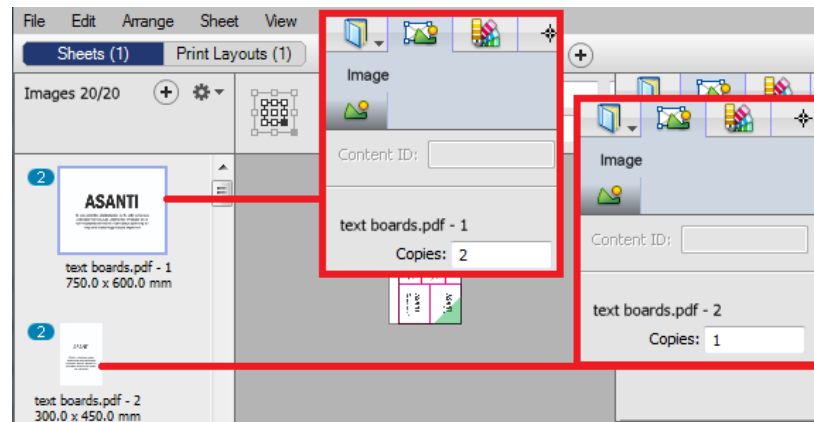 File Edit Arrange Sheet View
Sheets (1) Print Layouts (1)
Images 20/20
2
ASANTI
text boards.pdf - 1
750.0 x 600.0 mm
2
ASANTI
text boards.pdf - 2
300.0 x 450.0 mm
Image
Content ID:
text boards.pdf - 1
Copies: 2
Image
Content ID:
text boards.pdf - 2
Copies: 1